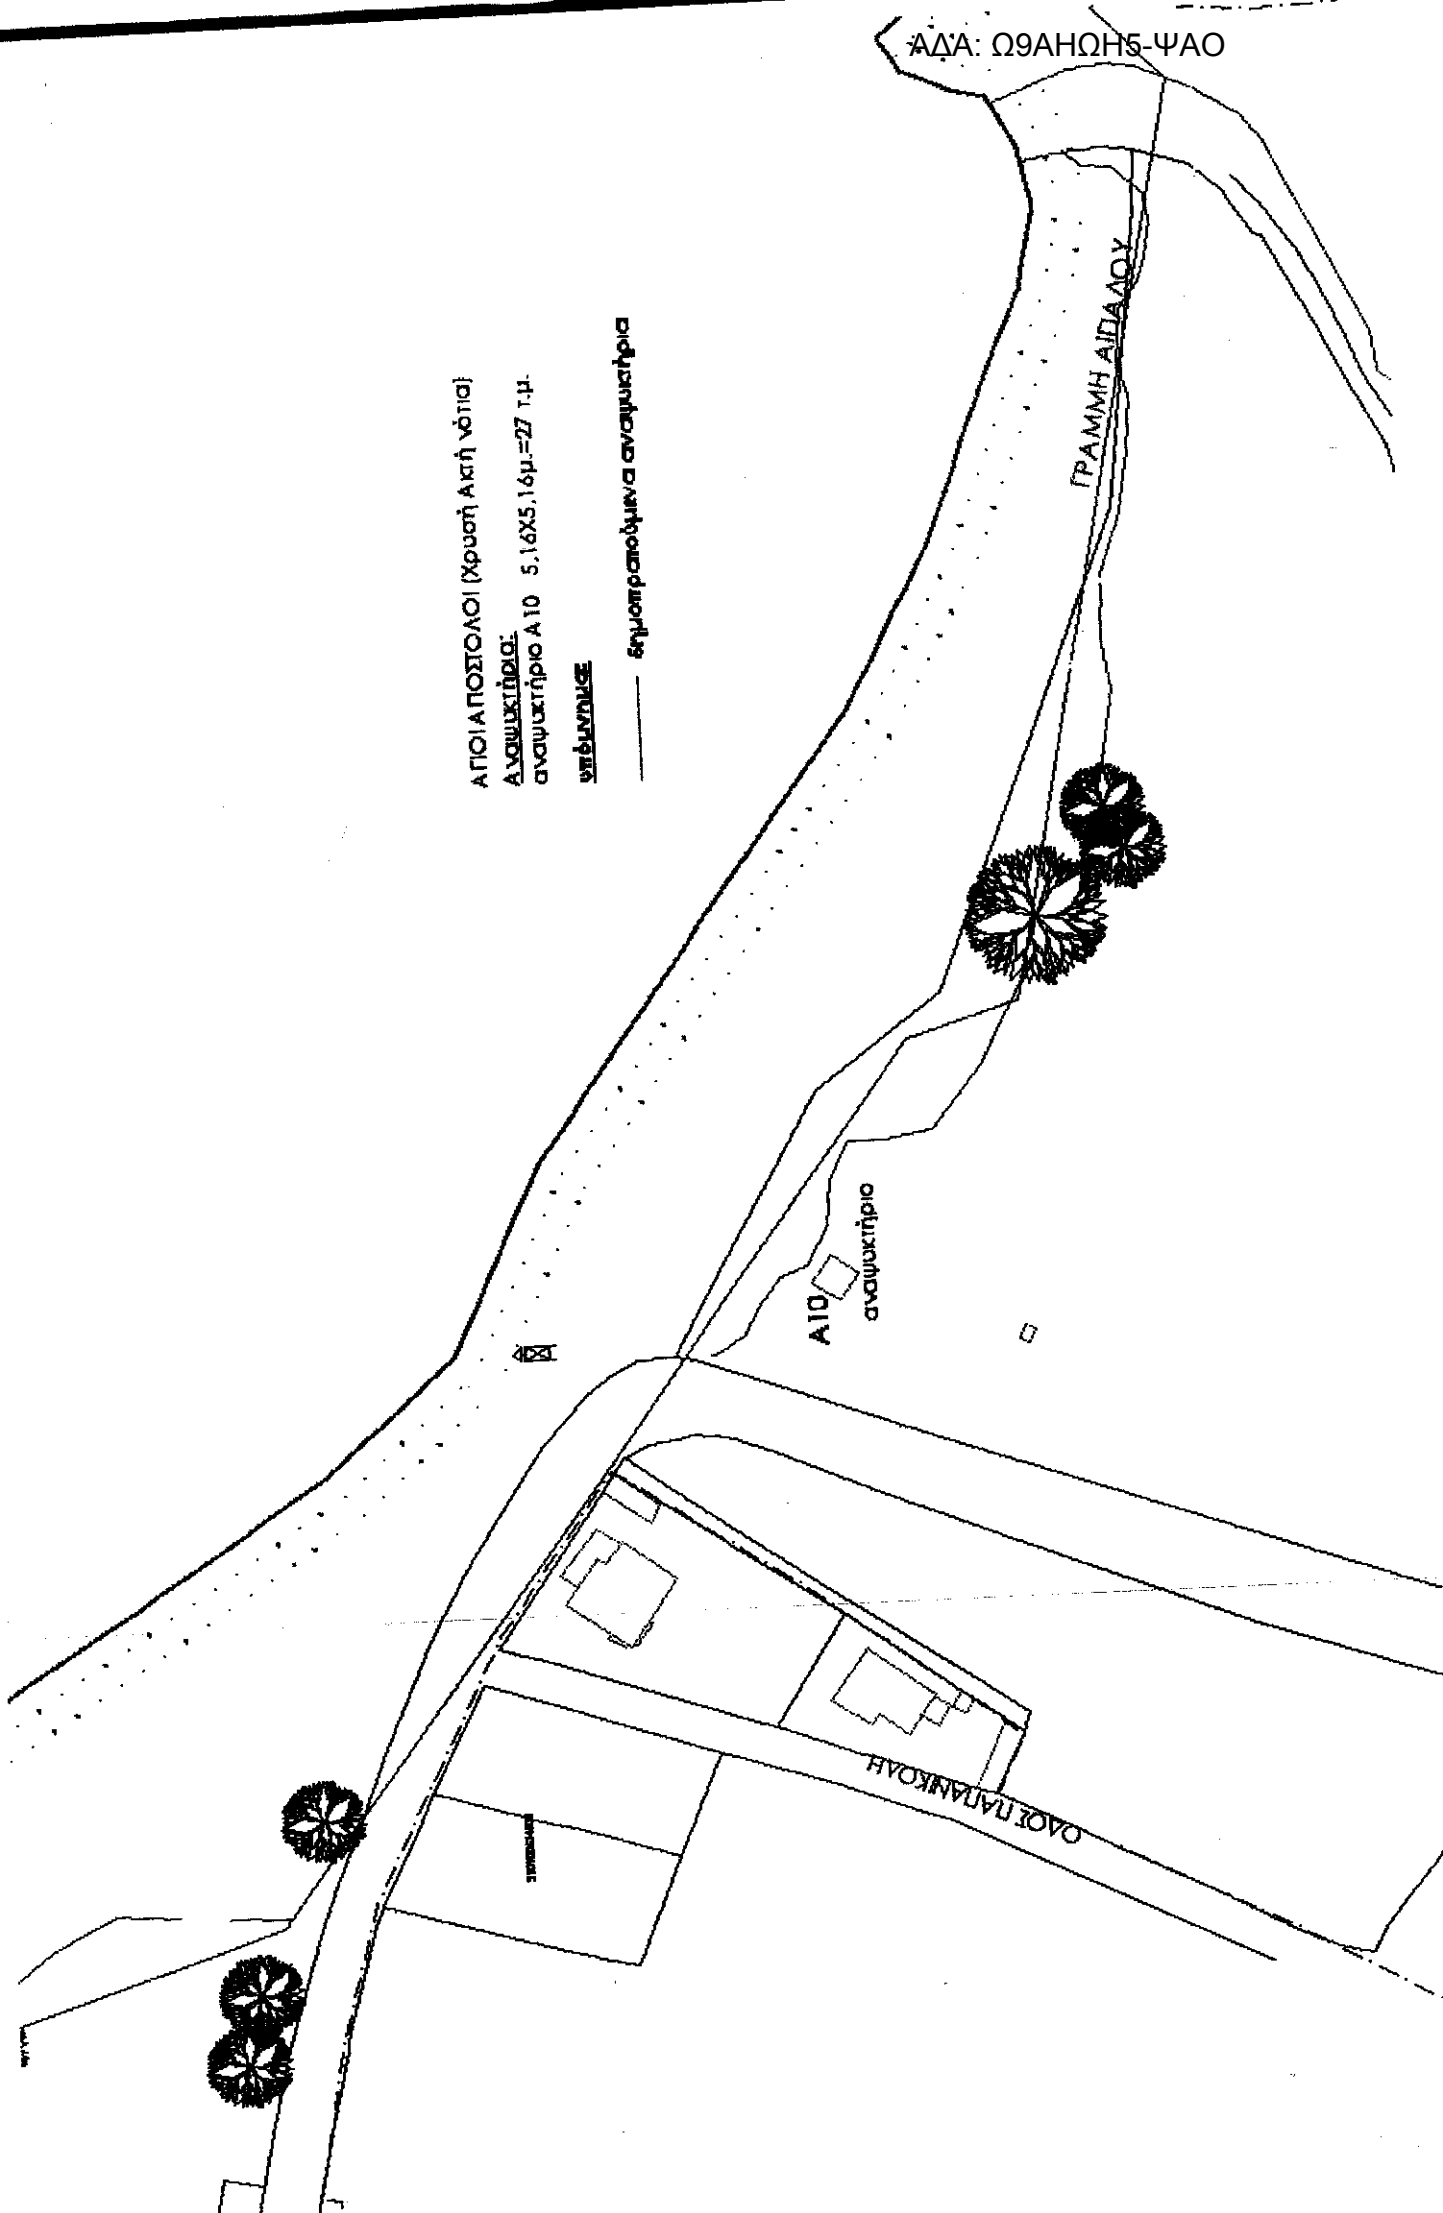 ΑΔΑ: Ω9ΑΗΩΗ5-ΨΑΟ
ΑΓΙΟΙ ΑΠΟΣΤΟΛΟΙ (Χρυσή Ακτή νότια)
Αναψυκτήρια:
αναψυκτήριο Α10 5,16Χ5,16μ.=27 τ.μ.
υπόμνημα:
δημοπρατούμενα αναψυκτήρια
ΓΡΑΜΜΗ ΑΙΓΙΑΛΟΥ
Α10
αναψυκτήριο
ΟΔΟΣ ΠΑΠΑΝΙΚΟΛΗ